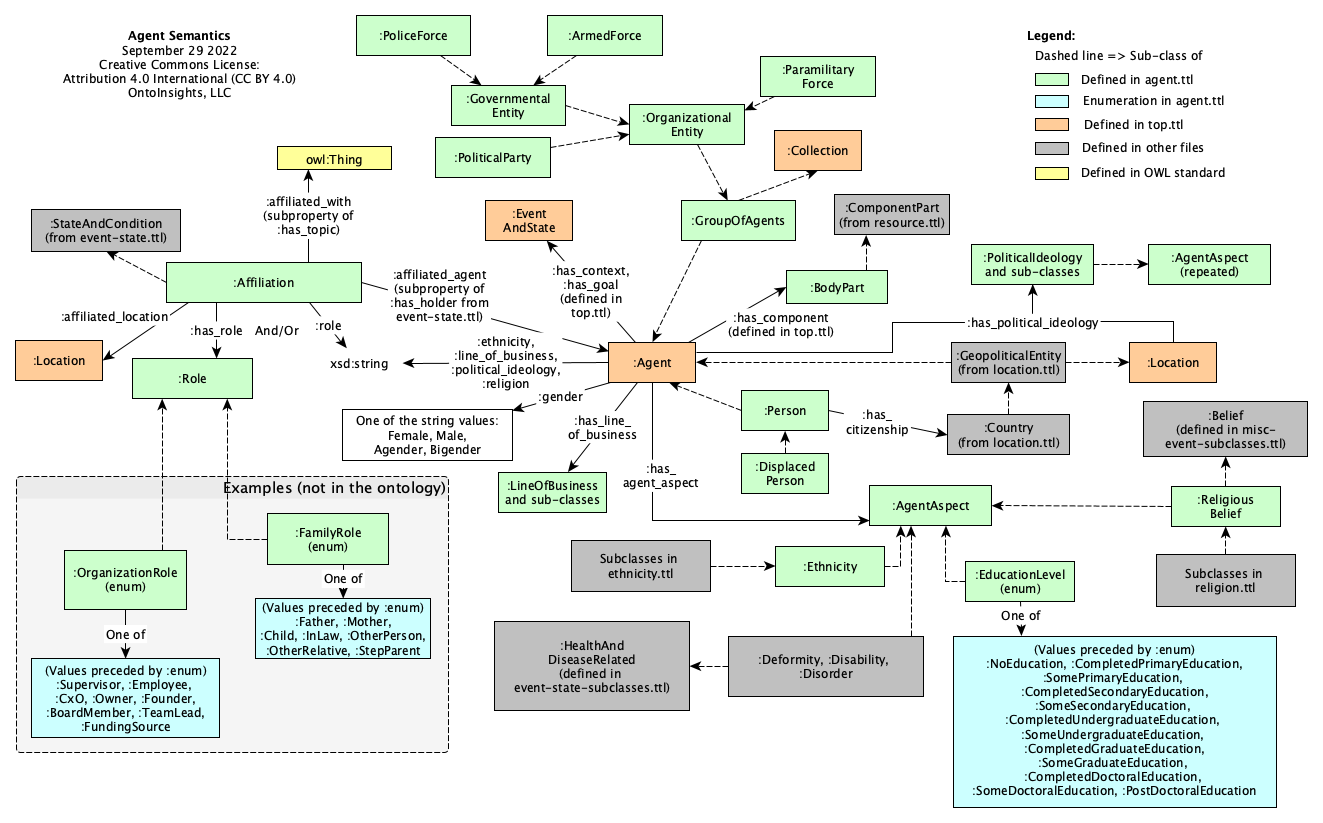 Agent Semantics
September 29 2022
Creative Commons License:
Attribution 4.0 International (CC BY 4.0)
OntoInsights, LLC
:PoliceForce
:ArmedForce
:Governmental
Entity
:PoliticalParty
:Organizational
Entity
:Paramilitary
Force
:Collection
Legend:
Dashed line => Sub-class of
Defined in agent.ttl
Enumeration in agent.ttl
Defined in top.ttl
Defined in other files
Defined in OWL standard
owl:Thing
:affiliated_with
(subproperty of
:has_topic)
:StateAndCondition
(from event-state.ttl)
:Affiliation
:affiliated_location
:has_role
And/Or
:role
:Location
:Role
xsd:string
:affiliated_agent
(subproperty of
:has_holder from
event-state.ttl)
:Event
AndState
:has_context,
:has_goal
(defined in
top.ttl)
:GroupOfAgents
:ComponentPart
(from resource.ttl)
:BodyPart
:has_component
(defined in top.ttl)
:PoliticalIdeology
and sub-classes
:AgentAspect
(repeated)
:has_political_ideology
:ethnicity,
:line_of_business,
:political_ideology,
:religion
:Agent
:GeopoliticalEntity
(from location.ttl)
:Location
:gender
One of the string values:
Female, Male,
Agender, Bigender
:has_line_
of_business
:LineOfBusiness
and sub-classes
:has_
agent_aspect
:Person
:has_
citizenship
:Country
(from location.ttl)
:Displaced
Person
:Belief
(defined in misc-
event-subclasses.ttl)
:AgentAspect
:Religious
Belief
Subclasses in
religion.ttl
Subclasses in
ethnicity.ttl
:Ethnicity
:EducationLevel
(enum)
One of
:HealthAnd
DiseaseRelated
(defined in
event-state-subclasses.ttl)
:Deformity, :Disability,
:Disorder
(Values preceded by :enum)
:NoEducation, :CompletedPrimaryEducation,
:SomePrimaryEducation,
:CompletedSecondaryEducation,
:SomeSecondaryEducation,
:CompletedUndergraduateEducation,
:SomeUndergraduateEducation,
:CompletedGraduateEducation,
:SomeGraduateEducation,
:CompletedDoctoralEducation,
:SomeDoctoralEducation, :PostDoctoralEducation
Examples (not in the ontology)
:OrganizationRole
(enum)
One of
(Values preceded by :enum)
:Supervisor, :Employee,
:CxO, :Owner, :Founder,
:BoardMember, :TeamLead,
:FundingSource
:FamilyRole
(enum)
One of
(Values preceded by :enum)
:Father, :Mother,
:Child, :InLaw, :OtherPerson,
:OtherRelative, :StepParent